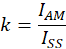 k = I_AM / I_SS